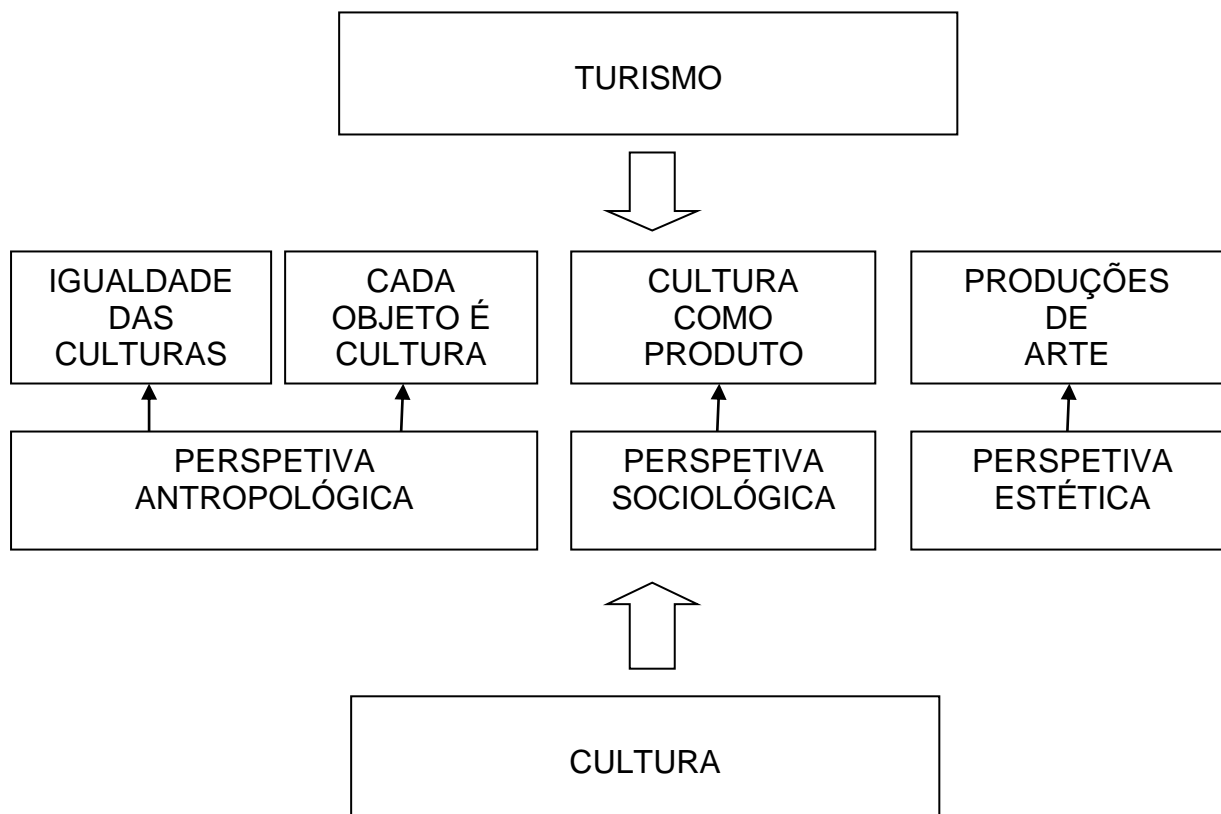 TURISMO
IGUALDADE
DAS
CULTURAS
CADA
OBJETO É
CULTURA
CULTURA
COMO
PRODUTO
PRODUÇÕES
DE
ARTE
PERSPETIVA
ANTROPOLÓGICA
PERSPETIVA
SOCIOLÓGICA
PERSPETIVA
ESTÉTICA
CULTURA